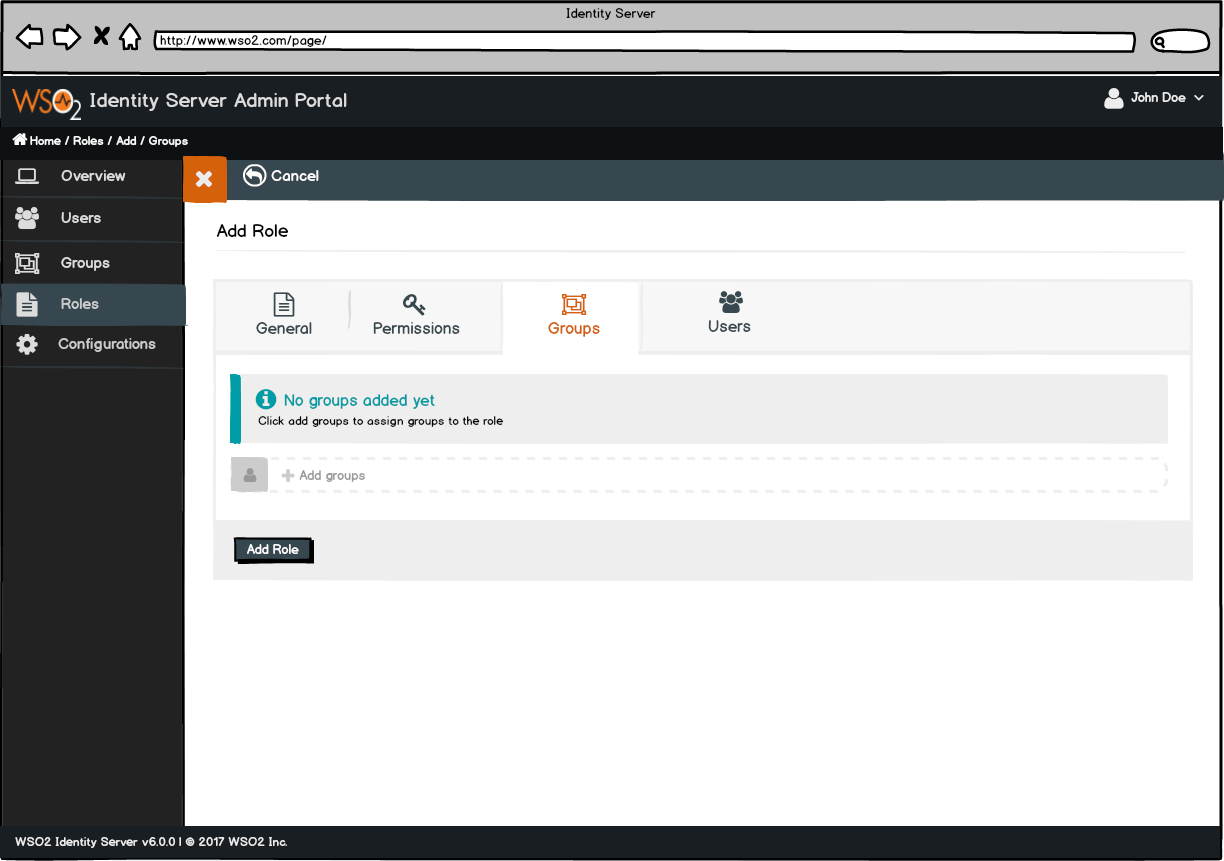 Identity Server
http://www.wso2.com/page/
WSO2 Identity Server Admin Portal
John Doe
Home / Roles / Add / Groups
Overview
Users
Groups
Roles
Configurations
Cancel
Add Role
General
Permissions
Groups
Users
No groups added yet
Click add groups to assign groups to the role
Add groups
Add Role
WSO2 Identity Server v6.0.0 | © 2017 WSO2 Inc.